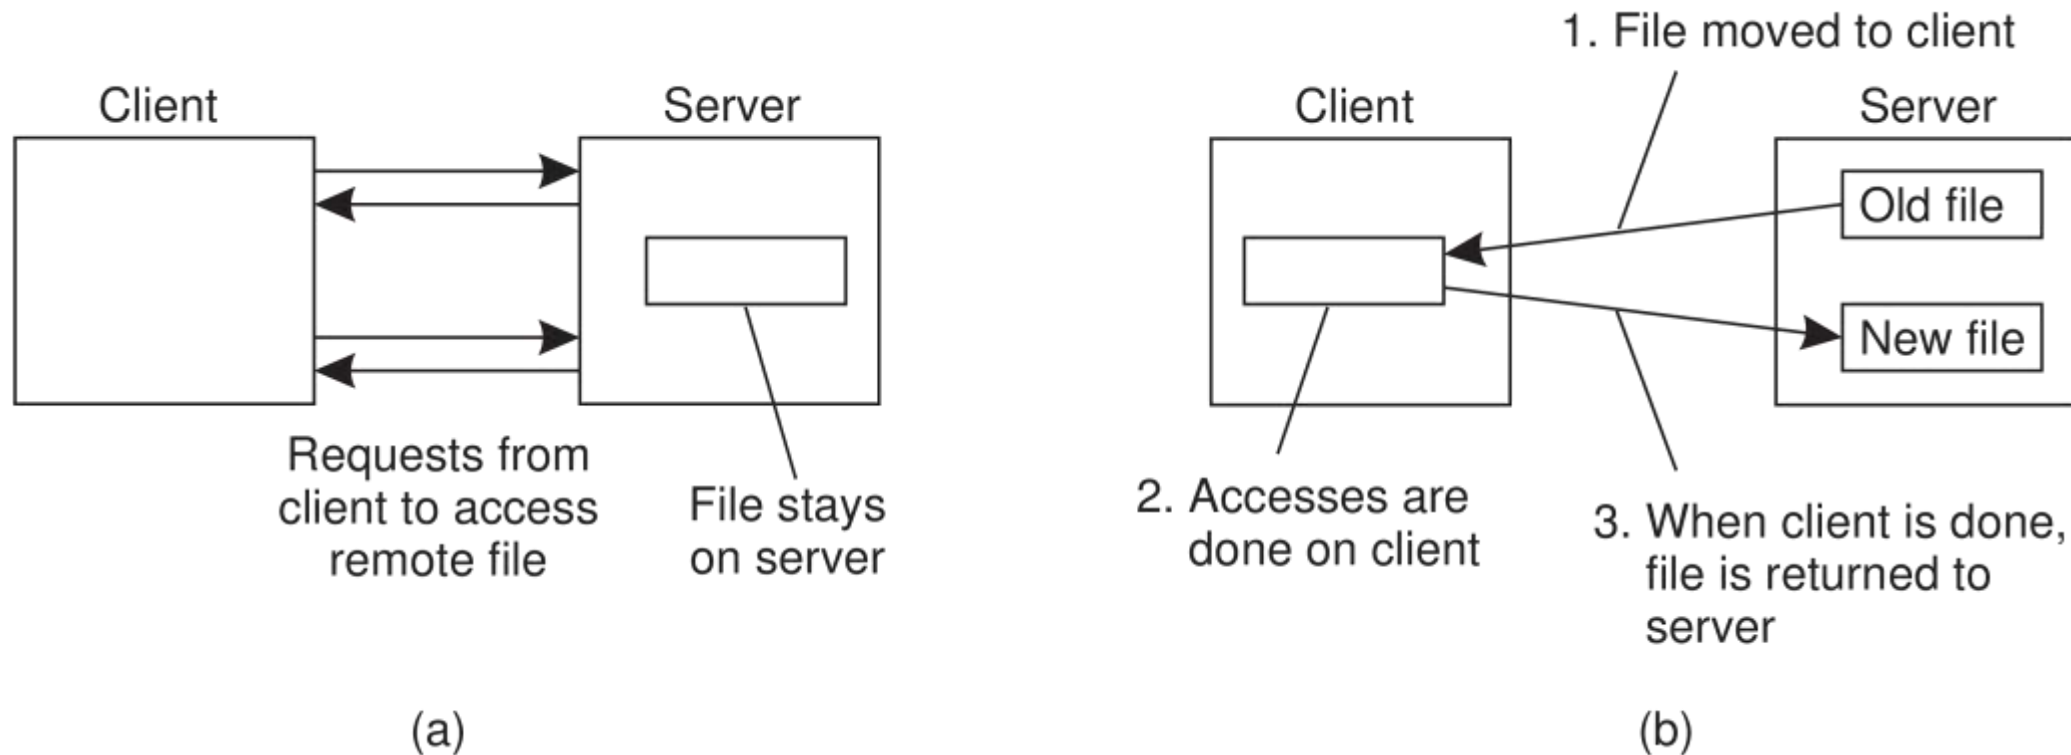 Client
Server
Requests from
client to access
remote file
File stays
on server
(a)
1. File moved to client
Client
Server
Old file
New file
2. Accesses are
done on client
3. When client is done,
file is returned to
server
(b)